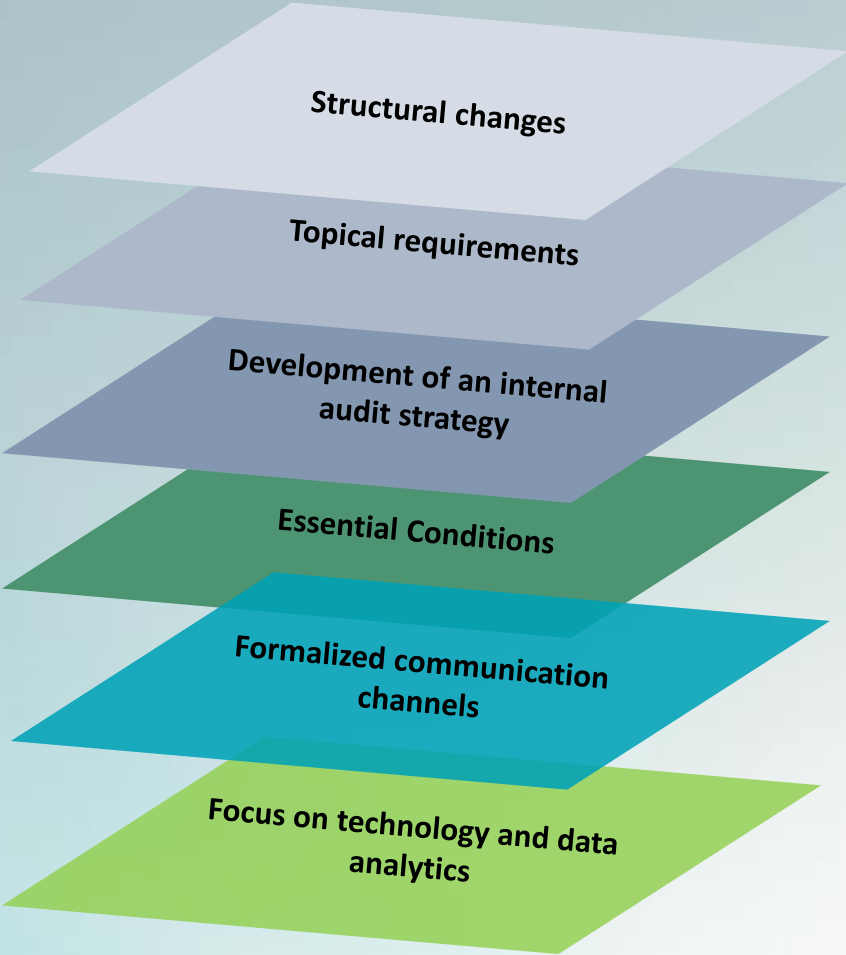 Structural changes
Topical requirements
Development of an internal
audit strategy
Essential Conditions
Formalized communication
channels
Focus on technology and data
analytics